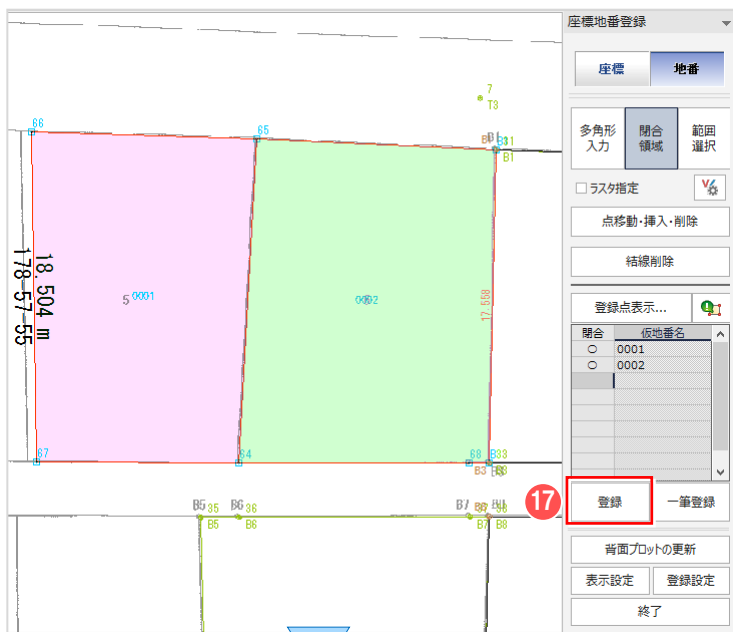 座標地番登録
座標
地番
多角形
入力
閉合
領域
範囲
選択
ラスタ指定
点移動・挿入・削除
結線削除
登録点表示...
閉合 仮地番名
○ 0001
○ 0002
17
登録
一筆登録
背面プロットの更新
表示設定
登録設定
終了
7
T3
66
65
B1
18.504 m
178-57-55
5
0001
0002
17.558
67
64
68
B3
B5 35
B5
B6 36
B6
B7
B7
B8